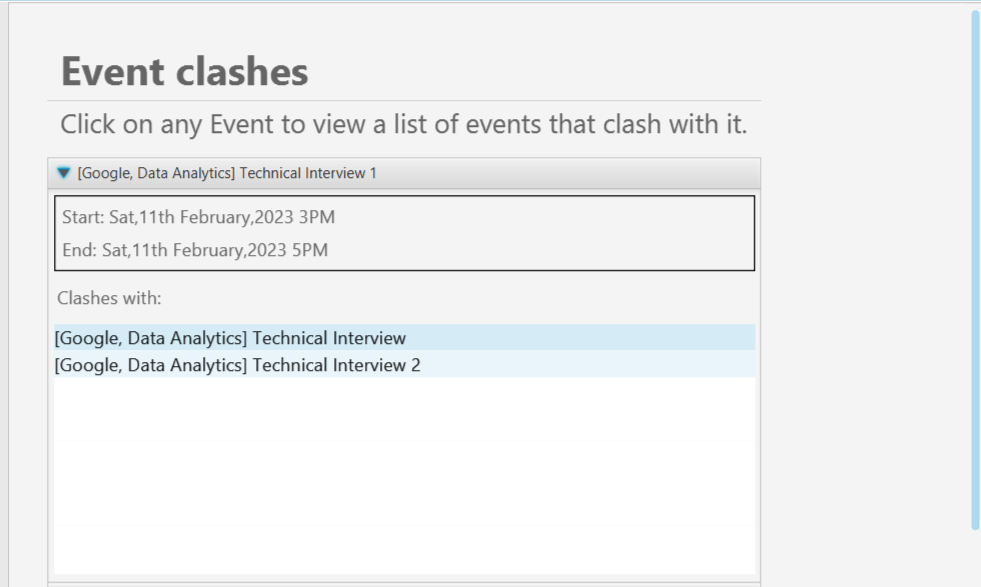 Event clashes
Click on any Event to view a list of events that clash with it.
[Google, Data Analytics] Technical Interview 1
Start: Sat,11th February,2023 3PM
End: Sat,11th February,2023 5PM
Clashes with:
[Google, Data Analytics] Technical Interview
[Google, Data Analytics] Technical Interview 2